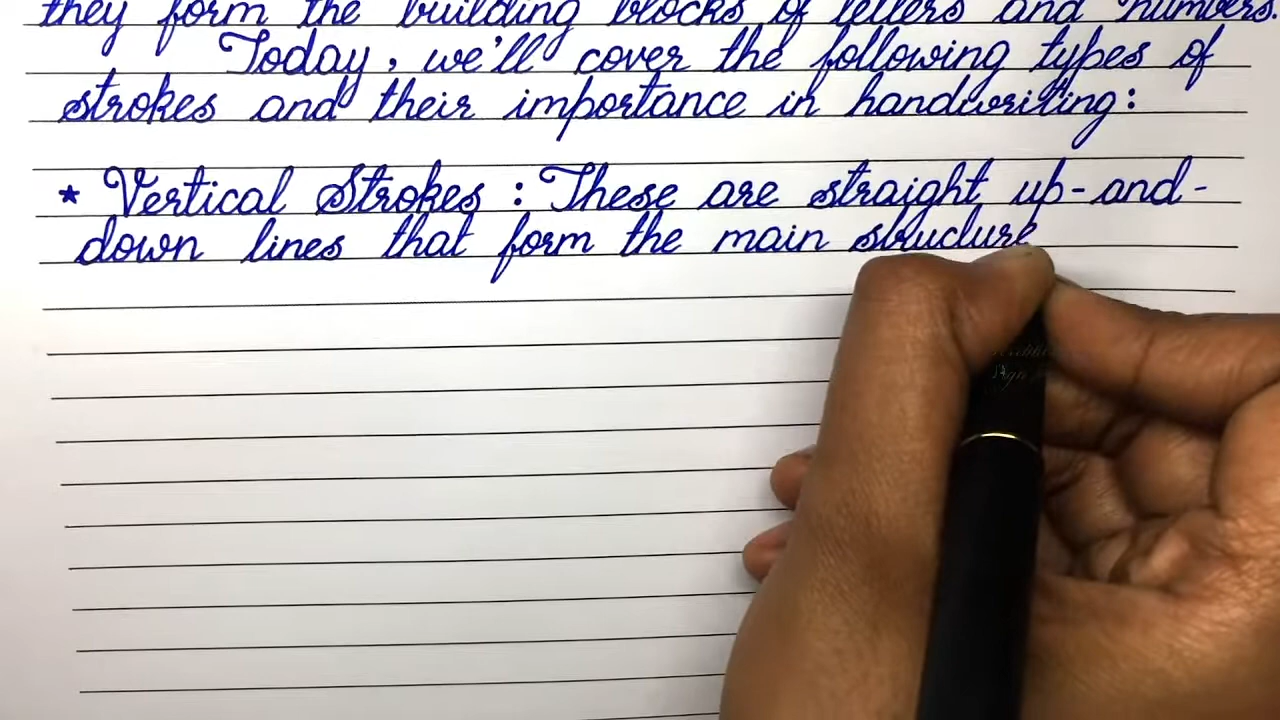 they form the building blocks of letters and numbers.
Today, we'll cover the following types of
strokes and their importance in handwriting:
* Vertical Strokes : These are straight up-and-
down lines that form the main structure